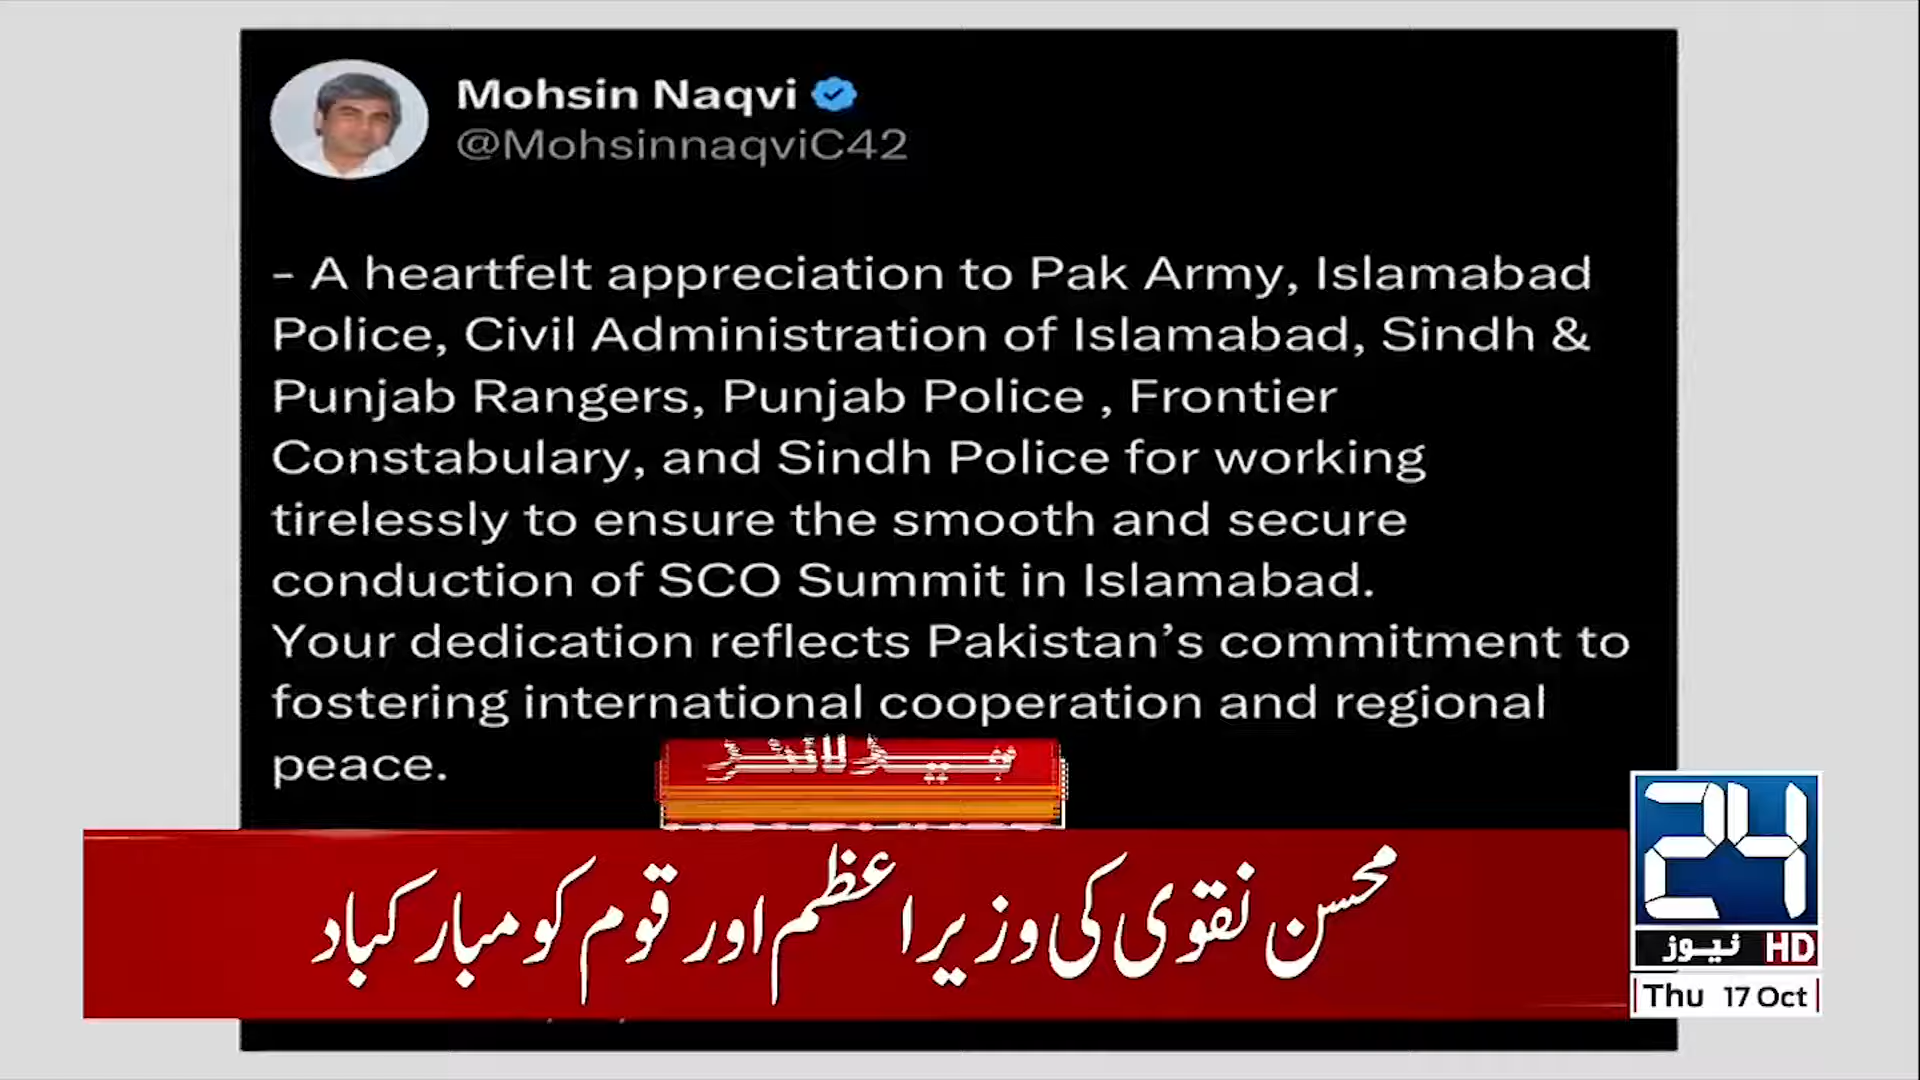 Mohsin Naqvi
@MohsinnaqviC42
- A heartfelt appreciation to Pak Army, Islamabad
Police, Civil Administration of Islamabad, Sindh &
Punjab Rangers, Punjab Police , Frontier
Constabulary, and Sindh Police for working
tirelessly to ensure the smooth and secure
conduction of SCO Summit in Islamabad.
Your dedication reflects Pakistan’s commitment to
fostering international cooperation and regional
peace.
ہیڈ لائنز
محسن نقوی کی وزیراعظم اور قوم کو مبارکباد
24
نیوز HD
Thu 17 Oct